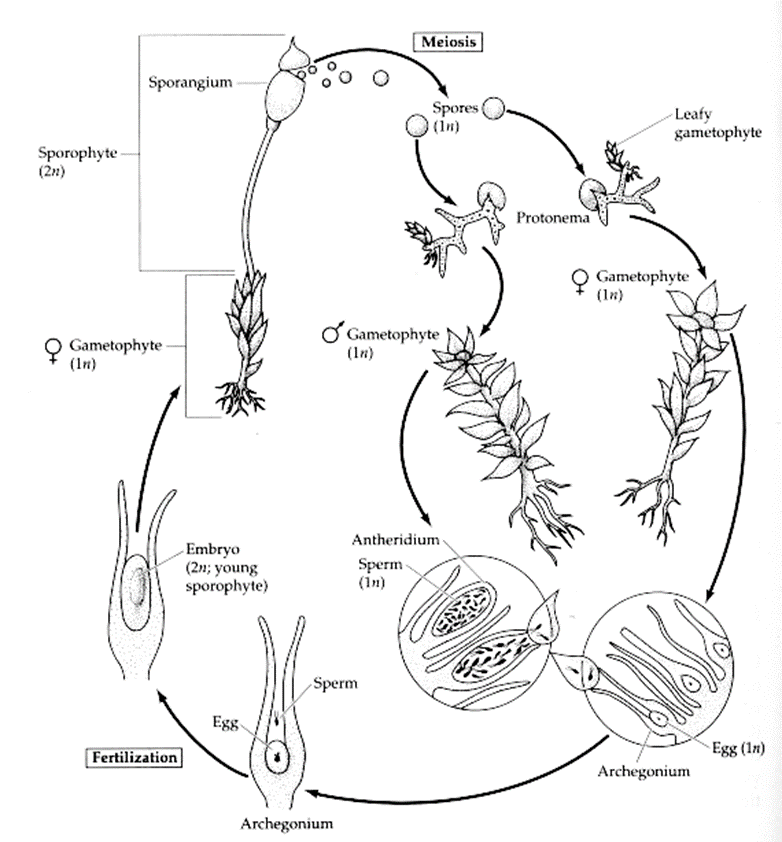 Meiosis
Sporangium
Spores
(1n)
Leafy
gametophyte
Sporophyte
(2n)
Protonema
♀ Gametophyte
(1n)
♂ Gametophyte
(1n)
♀ Gametophyte
(1n)
Antheridium
Sperm
(1n)
Embryo
(2n; young
sporophyte)
Sperm
Egg
Egg (1n)
Archegonium
Fertilization
Archegonium